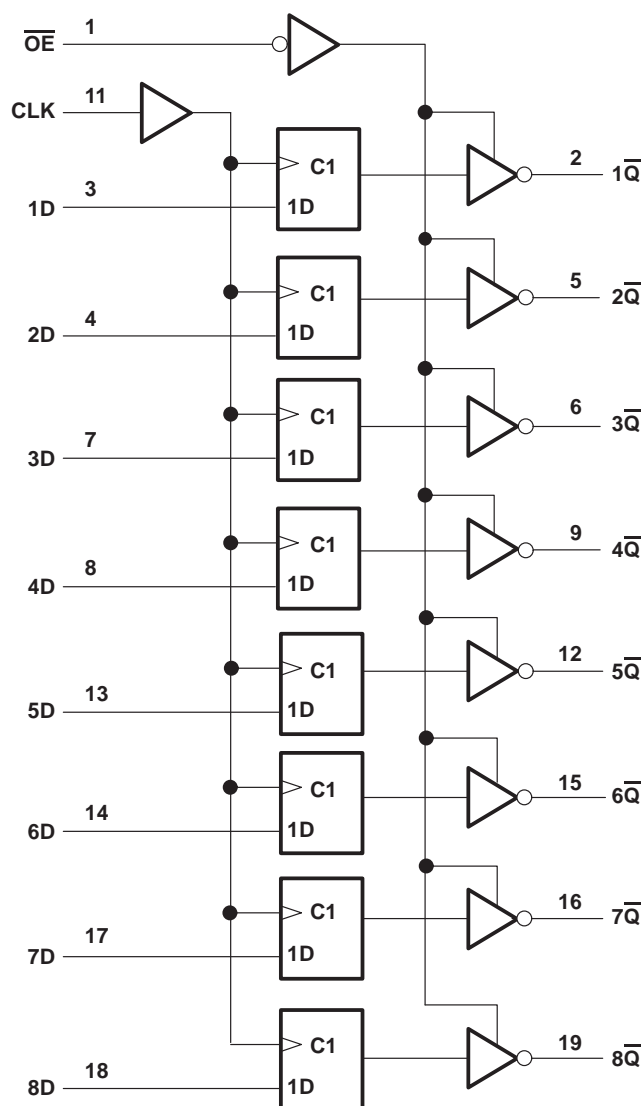 O̅E̅ 1
CLK 11
C1
1D 3 1D
2 1Q̅
C1
2D 4 1D
5 2Q̅
C1
3D 7 1D
6 3Q̅
C1
4D 8 1D
9 4Q̅
C1
5D 13 1D
12 5Q̅
C1
6D 14 1D
15 6Q̅
C1
7D 17 1D
16 7Q̅
C1
8D 18 1D
19 8Q̅